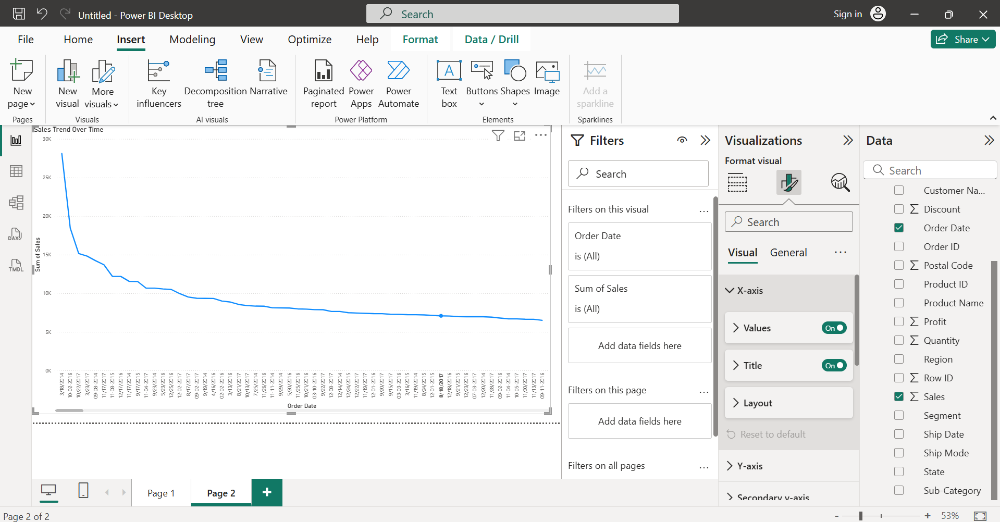 Untitled - Power BI Desktop
Search
Sign in
File
Home
Insert
Modeling
View
Optimize
Help
Format
Data / Drill
Share
New page
New visual
More visuals
Key influencers
Decomposition tree
Narrative
Paginated report
Power Apps
Power Automate
Text box
Buttons
Shapes
Image
Add a sparkline
Pages
Visuals
AI visuals
Power Platform
Elements
Sparklines
DAX
TMDL
Sales Trend Over Time
30K
25K
20K
15K
10K
5K
0K
Sum of Sales
3/18/2014
10-02 2016
10/22/2017
3/23/2017
09-08 2014
11/17/2017
11-08 2015
12/17/2016
11/17/2014
9/17/2015
11-04 2017
9/23/2014
5/23/2016
12/25/2016
12-02 2017
8/17/2017
09-02 2017
9/19/2014
4/16/2016
02-02 2016
3/13/2016
8/21/2017
10/13/2017
7/25/2014
11/26/2016
11-11 2014
9/29/2014
5/30/2016
11/25/2017
10/21/2016
03-10 2016
9/22/2017
12-08 2017
12/14/2014
12/24/2015
12/22/2017
11/19/2017
12-01 2016
9/20/2017
9/15/2017
03-03 2016
3/16/2015
11/19/2014
8/24/2015
12-01 2015
8/18/2017
12/18/2016
9/21/2015
12/23/2016
07-03 2017
12/20/2014
11/28/2017
09-02 2016
11-04 2014
10-05 2017
11/30/2017
11/13/2017
09-11 2016
Order Date
Filters
Search
Filters on this visual
Order Date
is (All)
Sum of Sales
is (All)
Add data fields here
Filters on this page
Add data fields here
Filters on all pages
Visualizations
Format visual
Search
Visual
General
X-axis
Values
On
Title
On
Layout
Reset to default
Y-axis
Secondary y-axis
Data
Search
Customer Na...
Discount
Order Date
Order ID
Postal Code
Product ID
Product Name
Profit
Quantity
Region
Row ID
Sales
Segment
Ship Date
Ship Mode
State
Sub-Category
Page 1
Page 2
Page 2 of 2
53%